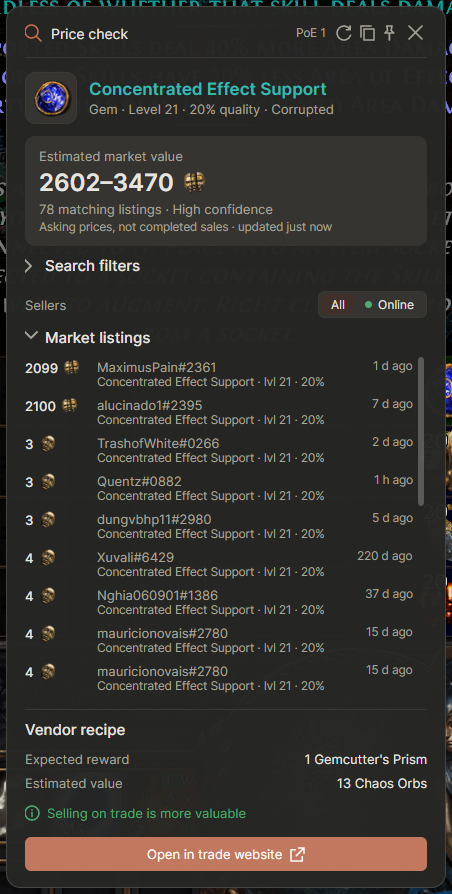 Price check
PoE 1
Concentrated Effect Support
Gem · Level 21 · 20% quality · Corrupted
Estimated market value
2602–3470
78 matching listings · High confidence
Asking prices, not completed sales · updated just now
Search filters
Sellers
All
Online
Market listings
2099 MaximusPain#2361 1 d ago
Concentrated Effect Support · lvl 21 · 20%
2100 alucinado1#2395 7 d ago
Concentrated Effect Support · lvl 21 · 20%
3 TrashofWhite#0266 2 d ago
Concentrated Effect Support · lvl 21 · 20%
3 Quentz#0882 1 h ago
Concentrated Effect Support · lvl 21 · 20%
3 dungvbhp11#2980 5 d ago
Concentrated Effect Support · lvl 21 · 20%
4 Xuvali#6429 220 d ago
Concentrated Effect Support · lvl 21 · 20%
4 Nghia060901#1386 37 d ago
Concentrated Effect Support · lvl 21 · 20%
4 mauricionovais#2780 15 d ago
Concentrated Effect Support · lvl 21 · 20%
4 mauricionovais#2780 15 d ago
Concentrated Effect Support · lvl 21 · 20%
Vendor recipe
Expected reward 1 Gemcutter's Prism
Estimated value 13 Chaos Orbs
Selling on trade is more valuable
Open in trade website